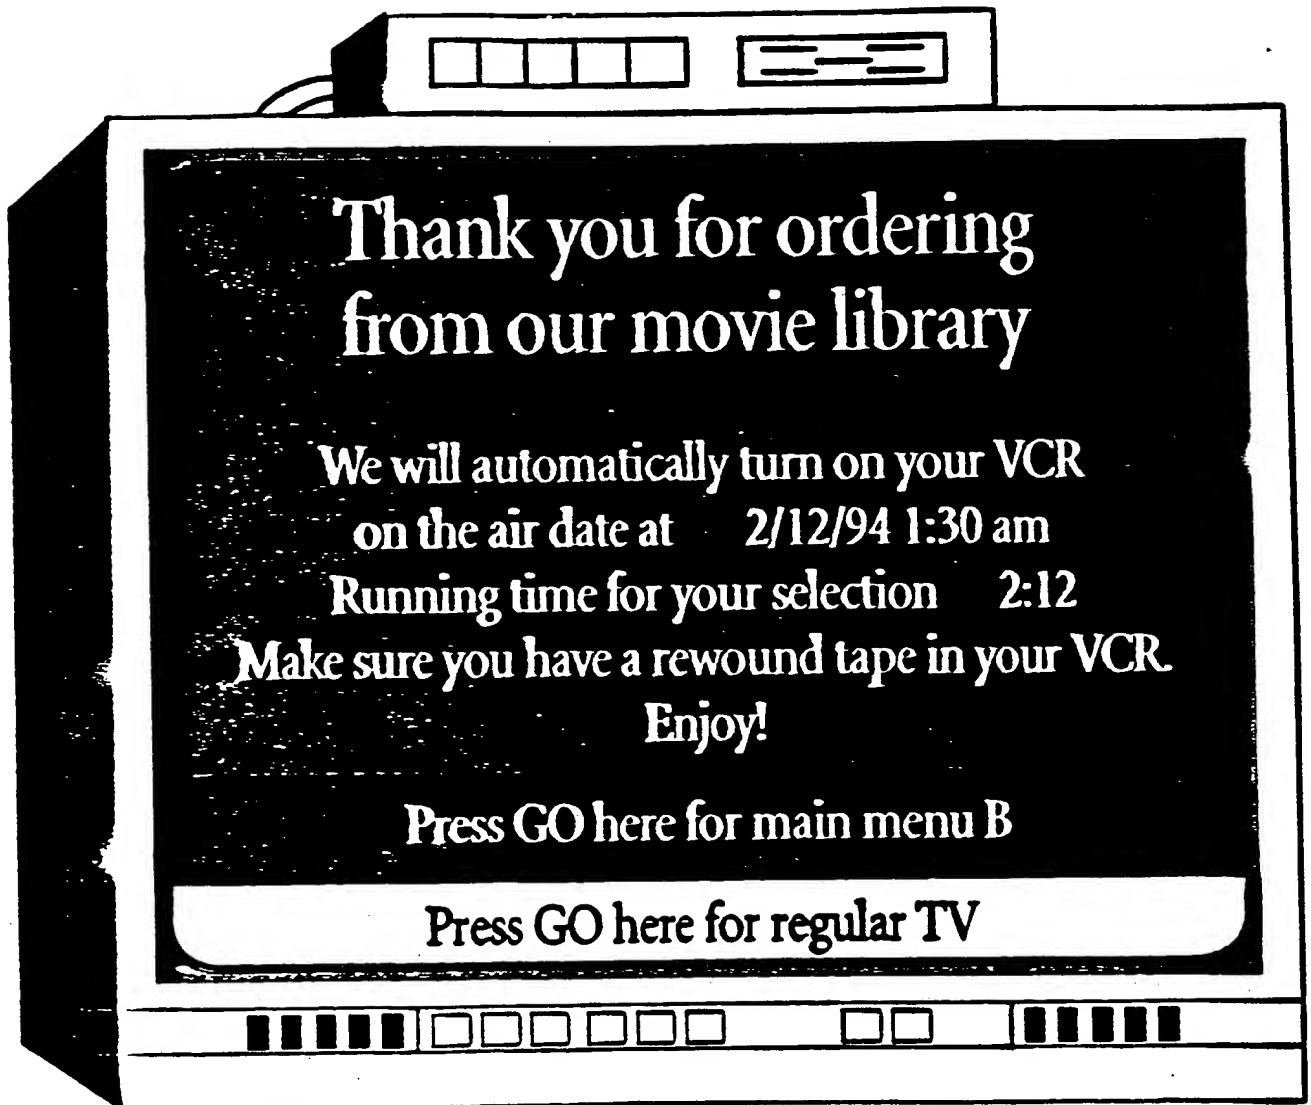 Thank you for ordering
from our movie library
We will automatically turn on your VCR
on the air date at 2/12/94 1:30 am
Running time for your selection 2:12
Make sure you have a rewound tape in your VCR.
Enjoy!
Press GO here for main menu B
Press GO here for regular TV